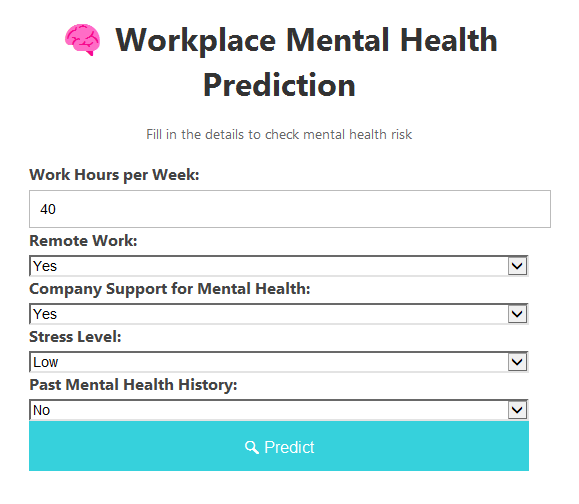 Workplace Mental Health
Prediction
Fill in the details to check mental health risk
Work Hours per Week:
40
Remote Work:
Yes
Company Support for Mental Health:
Yes
Stress Level:
Low
Past Mental Health History:
No
Predict